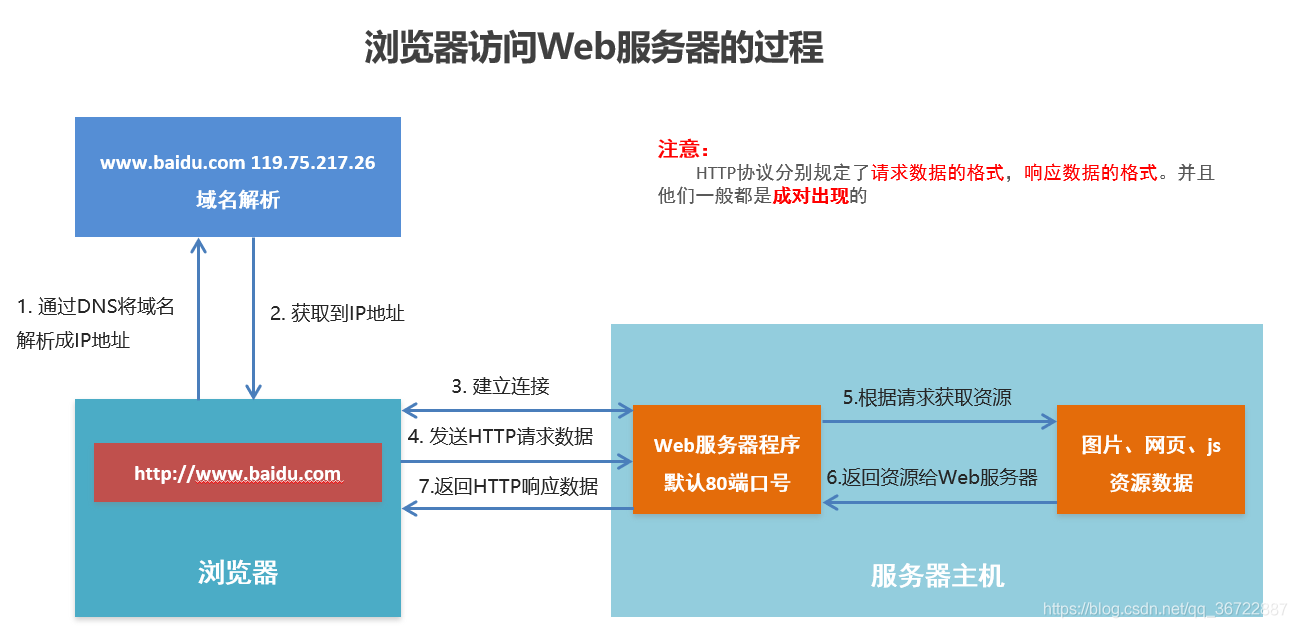 浏览器访问Web服务器的过程
www.baidu.com 119.75.217.26
域名解析
注意：
HTTP协议分别规定了请求数据的格式，响应数据的格式。并且
他们一般都是成对出现的
1. 通过DNS将域名
解析成IP地址
2. 获取到IP地址
3. 建立连接
4. 发送HTTP请求数据
7.返回HTTP响应数据
http://www.baidu.com
浏览器
Web服务器程序
默认80端口号
5.根据请求获取资源
6.返回资源给Web服务器
图片、网页、js
资源数据
服务器主机
https://blog.csdn.net/qq_36722887